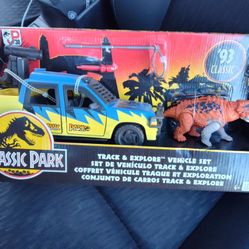 '93
CLASSIC
JURASSIC PARK
TRACK & EXPLORE™ VEHICLE SET
SET DE VEHÍCULO TRACK & EXPLORE
COFFRET VÉHICULE TRAQUE ET EXPLORATION
CONJUNTO DE CARROS TRACK & EXPLORE